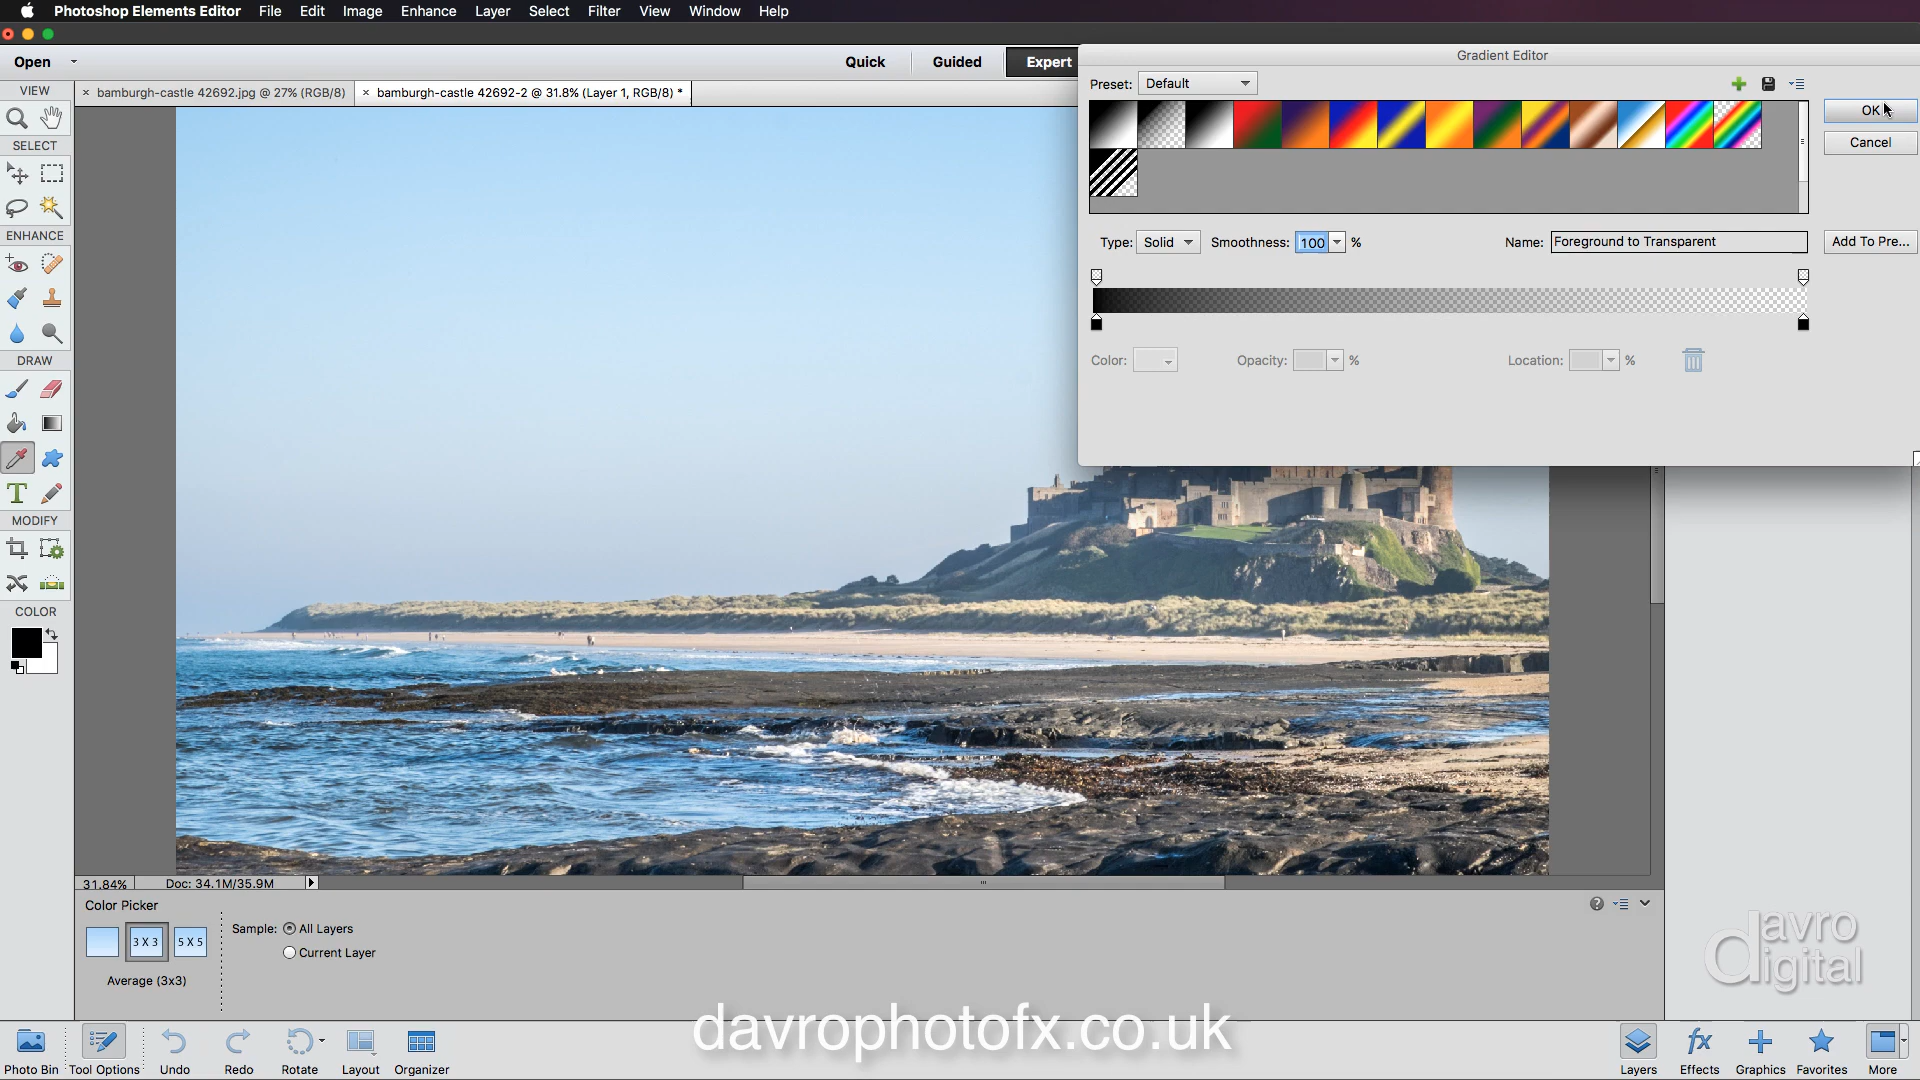 Photoshop Elements Editor File Edit Image Enhance Layer Select Filter View Window Help
Open
Quick Guided Expert
Gradient Editor
VIEW
× bamburgh-castle 42692.jpg @ 27% (RGB/8) × bamburgh-castle 42692-2 @ 31.8% (Layer 1, RGB/8) *
Preset: Default
OK
Cancel
SELECT
ENHANCE
Type: Solid Smoothness: 100 % Name: Foreground to Transparent Add To Pre...
DRAW
Color: Opacity: % Location: %
T
MODIFY
COLOR
31.84% Doc: 34.1M/35.9M
Color Picker
Sample: All Layers
3 X 3 5 X 5
Current Layer
Average (3x3)
davro
digital
davrophotofx.co.uk
fx
Photo Bin Tool Options Undo Redo Rotate Layout Organizer Layers Effects Graphics Favorites More